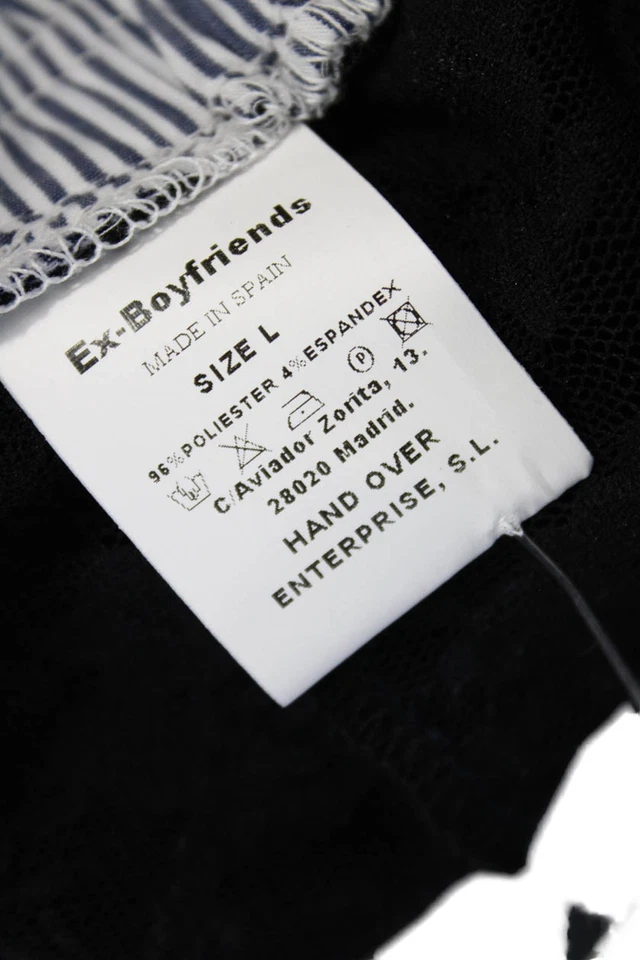 Ex-Boyfriends
MADE IN SPAIN
SIZE L
96%POLIESTER 4%ESPANDEX
P
C/Aviador Zorita, 13.
28020 Madrid.
HAND OVER
ENTERPRISE, S.L.